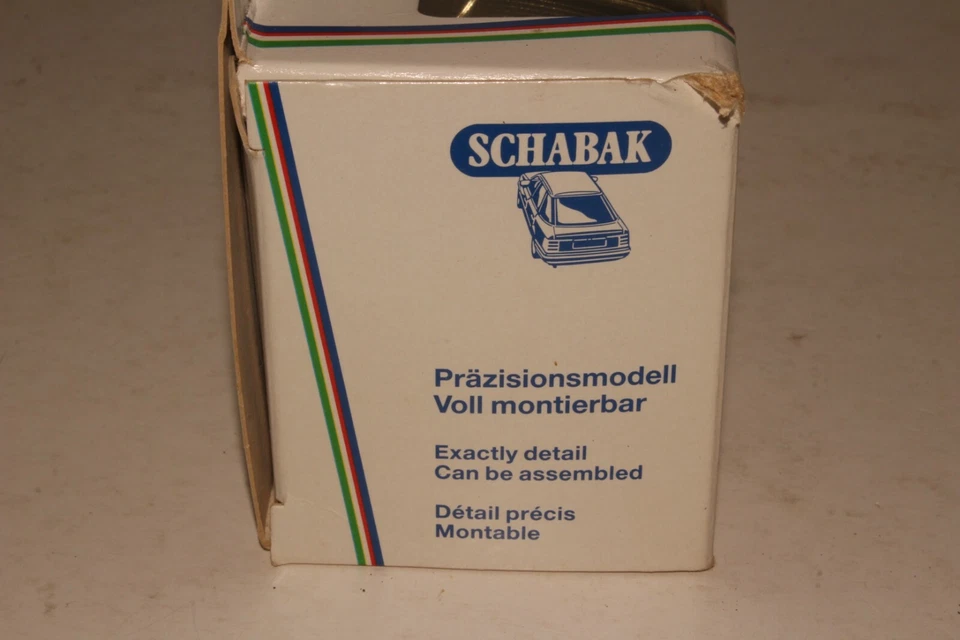 SCHABAK
Präzisionsmodell
Voll montierbar
Exactly detail
Can be assembled
Détail précis
Montable